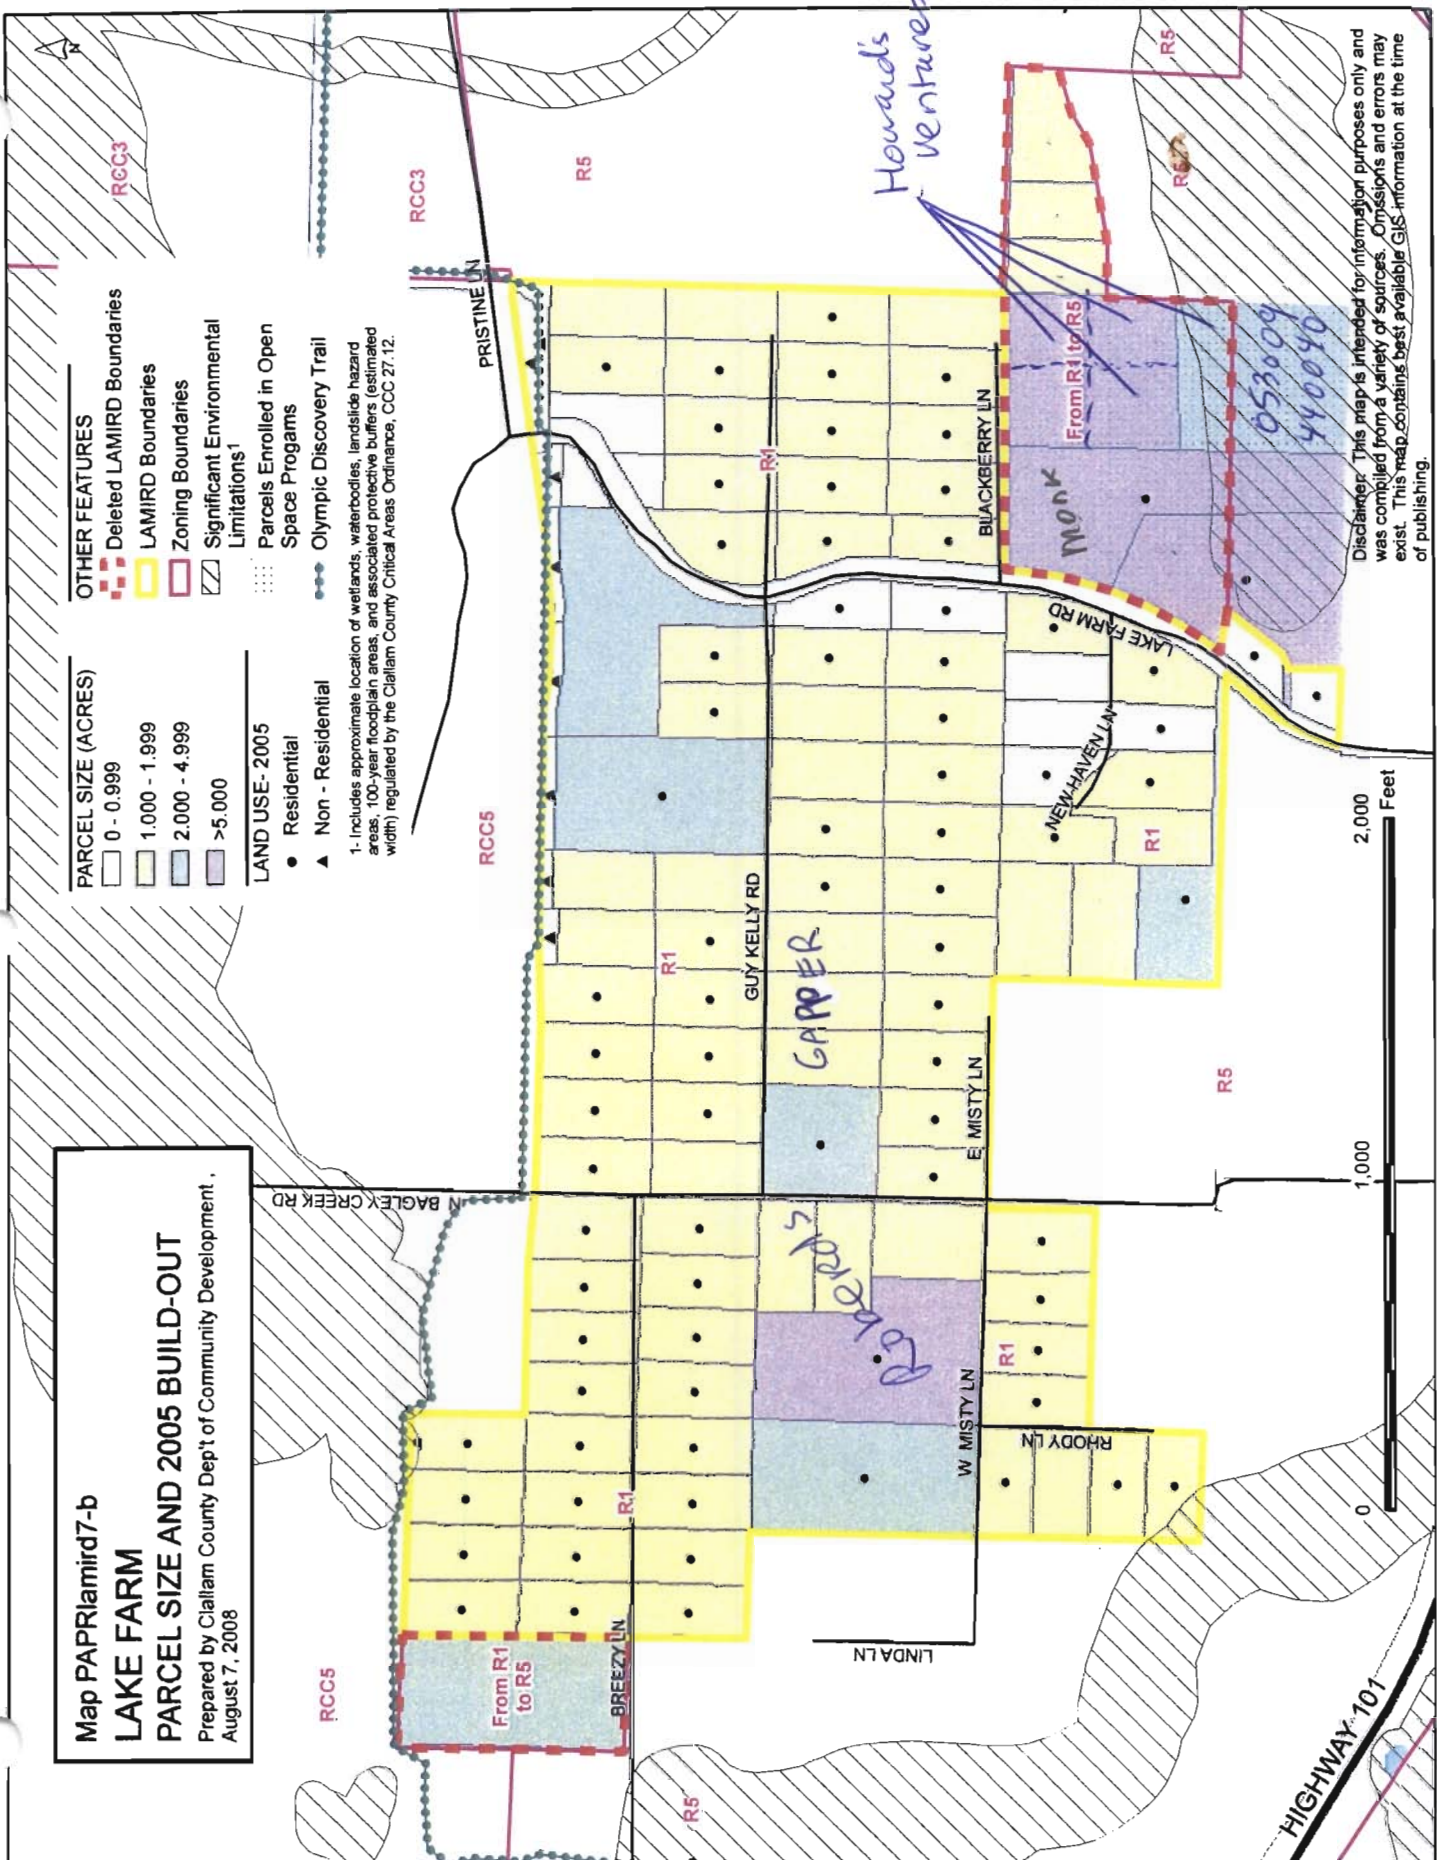 Map PAPRlamird7-b
LAKE FARM
PARCEL SIZE AND 2005 BUILD-OUT
Prepared by Clallam County Dep't of Community Development ,
August 7, 2008
PARCEL SIZE (ACRES)
0 - 0.999
1.000 - 1.999
2.000 - 4.999
>5.000
LAND USE- 2005
Residential
Non - Residential
OTHER FEATURES
Deleted LAMIRD Boundaries
LAMIRD Boundaries
Zoning Boundaries
Significant Environmental
Limitations1
Parcels Enrolled in Open
Space Progams
Olympic Discovery Trail
1- Includes approximate location of wetlands, waterbodies, landslide hazard
areas, 100-year floodplain areas, and associated protective buffers (estimated
width) regulated by the Clallam County Critical Areas Ordinance, CCC 27.12.
N
RCC3
RCC3
RCC5
RCC5
R5
R5
R5
R5
R5
R1
R1
R1
R1
R1
From R1
to R5
From R1 to R5
N BAGLEY CREEK RD
PRISTINE LN
GUY KELLY RD
BLACKBERRY LN
LAKE FARM RD
NEW HAVEN LN
E MISTY LN
W MISTY LN
RHODY LN
LINDA LN
BREEZY LN
HIGHWAY 101
Roberds
GAPPER
Monk
Howard's
Ventures
053009
440040
0
1,000
2,000
Feet
Disclaimer: This map is intended for information purposes only and
was compiled from a variety of sources. Omissions and errors may
exist. This map contains best available GIS information at the time
of publishing.